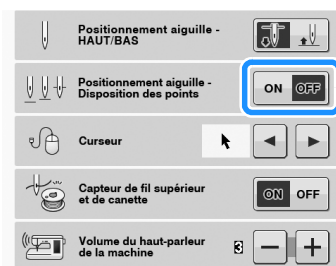 Positionnement aiguille -
HAUT/BAS
Positionnement aiguille -
Disposition des points
ON OFF
Curseur
Capteur de fil supérieur
et de canette
ON OFF
Volume du haut-parleur
de la machine
3